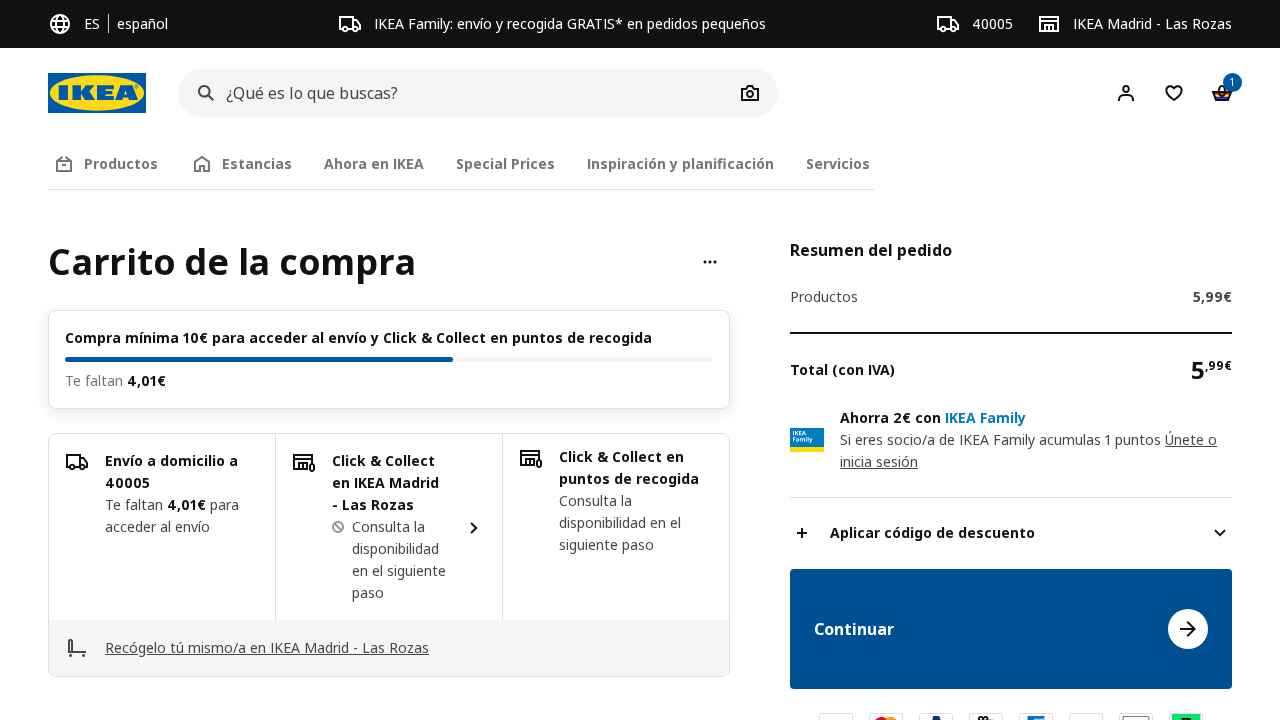 ES
español
IKEA Family: envío y recogida GRATIS* en pedidos pequeños
40005
IKEA Madrid - Las Rozas
IKEA
¿Qué es lo que buscas?
1
Productos
Estancias
Ahora en IKEA
Special Prices
Inspiración y planificación
Servicios
Carrito de la compra
Compra mínima 10€ para acceder al envío y Click & Collect en puntos de recogida
Te faltan 4,01€
Envío a domicilio a
40005
Te faltan 4,01€ para
acceder al envío
Click & Collect
en IKEA Madrid
- Las Rozas
Consulta la
disponibilidad
en el siguiente
paso
Click & Collect en
puntos de recogida
Consulta la
disponibilidad en el
siguiente paso
Recógelo tú mismo/a en IKEA Madrid - Las Rozas
Resumen del pedido
Productos
5,99€
Total (con IVA)
5,99€
IKEA
Family
Ahorra 2€ con IKEA Family
Si eres socio/a de IKEA Family acumulas 1 puntos Únete o
inicia sesión
Aplicar código de descuento
Continuar